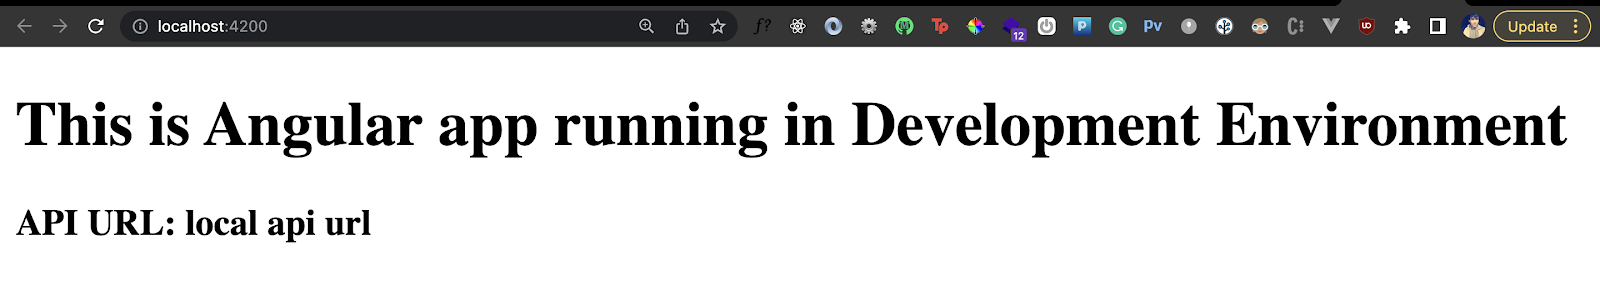 localhost:4200
f?
Tp
12
P
G
Pv
C
UD
Update
This is Angular app running in Development Environment
API URL: local api url